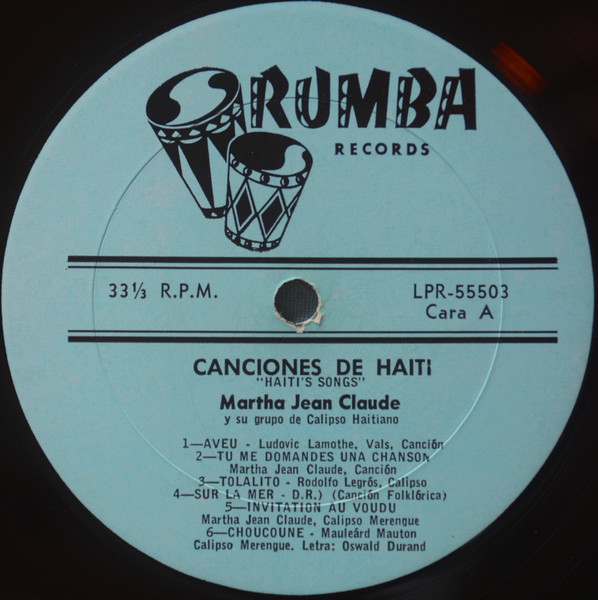 RUMBA
RECORDS
33⅓ R.P.M.
LPR-55503
Cara A
CANCIONES DE HAITI
"HAITI'S SONGS"
Martha Jean Claude
y su grupo de Calipso Haitiano
1—AVEU - Ludovic Lamothe, Vals, Canción
2—TU ME DOMANDES UNA CHANSON
Martha Jean Claude, Canción
3—TOLALITO - Rodolfo Legrós, Calipso
4—SUR LA MER - D.R.) (Canción Folklórica)
5—INVITATION AU VOUDU
Martha Jean Claude, Calipso Merengue
6—CHOUCOUNE - Mauleárd Mauton
Calipso Merengue. Letra: Oswald Durand